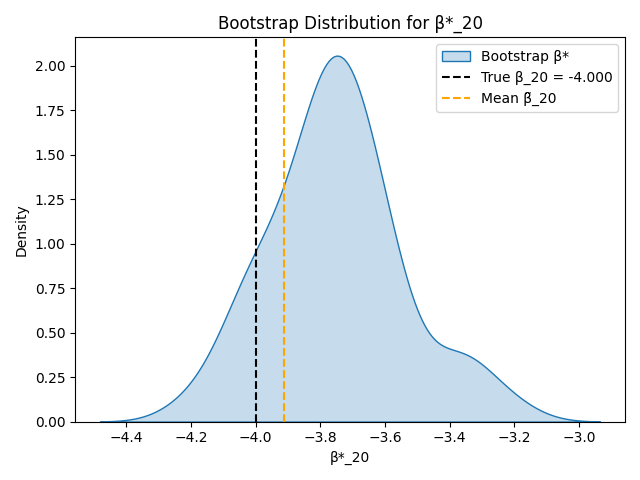 Bootstrap Distribution for β*_20
Bootstrap β*
True β_20 = -4.000
Mean β̂_20
Density
2.00
1.75
1.50
1.25
1.00
0.75
0.50
0.25
0.00
−4.4 −4.2 −4.0 −3.8 −3.6 −3.4 −3.2 −3.0
β*_20